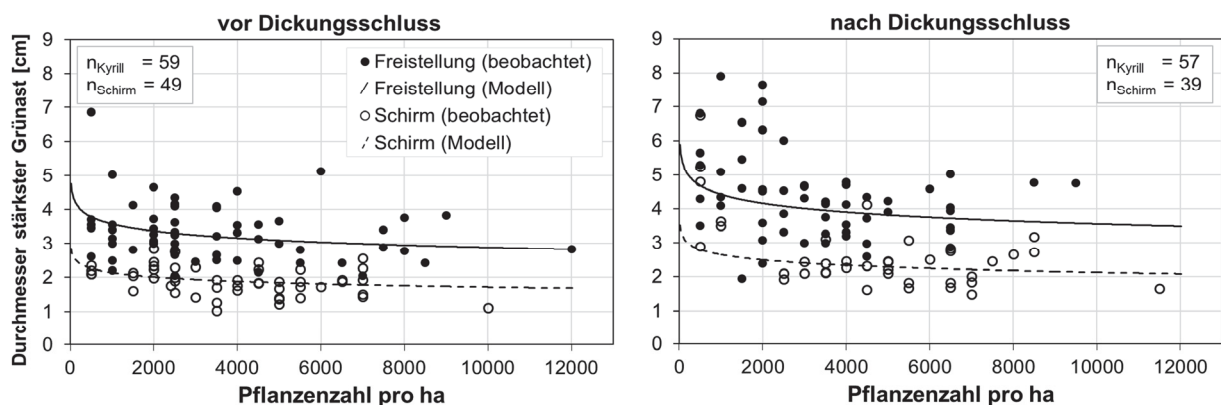 vor Dickungsschluss
Durchmesser stärkster Grünast [cm]
9
8
7
6
5
4
3
2
1
0
nKyrill = 59
nSchirm = 49
Freistellung (beobachtet)
Freistellung (Modell)
Schirm (beobachtet)
Schirm (Modell)
0 2000 4000 6000 8000 10000 12000
Pflanzenzahl pro ha
nach Dickungsschluss
9
8
7
6
5
4
3
2
1
0
nKyrill = 57
nSchirm = 39
0 2000 4000 6000 8000 10000 12000
Pflanzenzahl pro ha